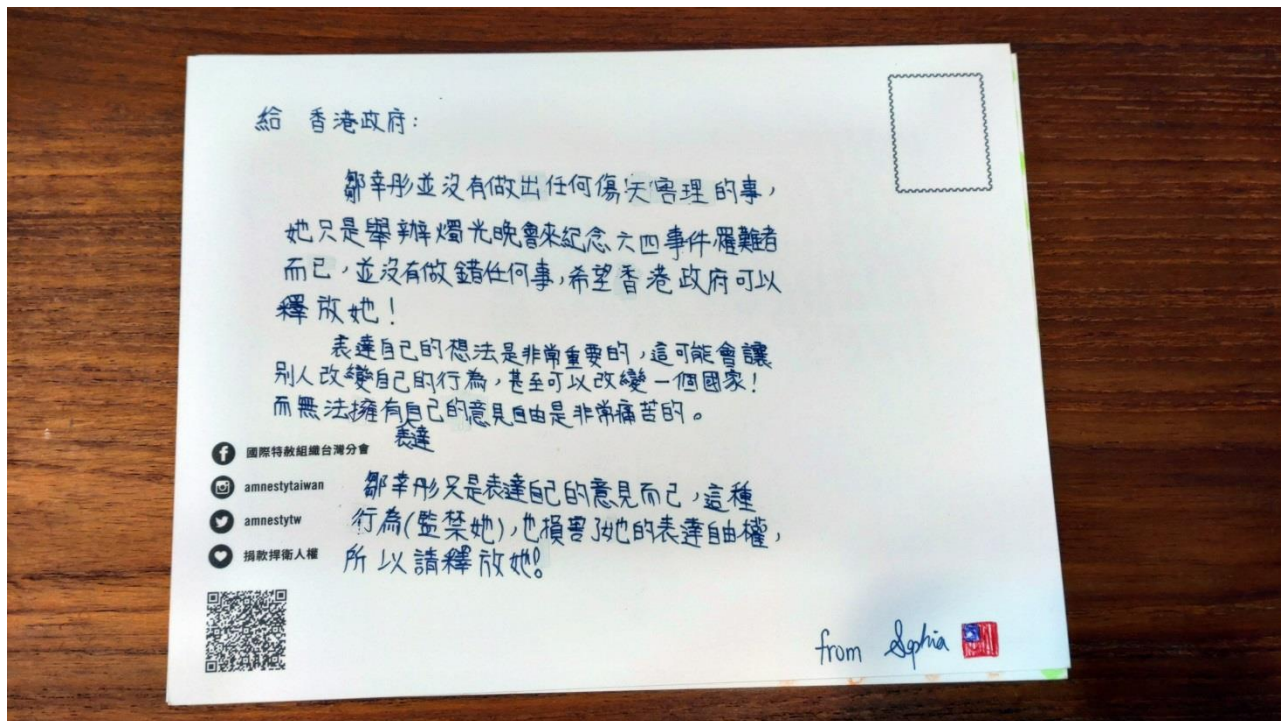 給 香港政府:
鄒幸彤並沒有做出任何傷天害理的事,
她只是舉辦燭光晚會來紀念六四事件罹難者
而已,並沒有做錯任何事,希望香港政府可以
釋放她!
表達自己的想法是非常重要的,這可能會讓
別人改變自己的行為,甚至可以改變一個國家!
而無法擁有自己的意見自由是非常痛苦的。
表達
國際特赦組織台灣分會
amnestytaiwan
amnestytw
捐款捍衛人權
鄒幸彤只是表達自己的意見而已,這種
行為(監禁她),也損害了她的表達自由權,
所以請釋放她!
from Sophia